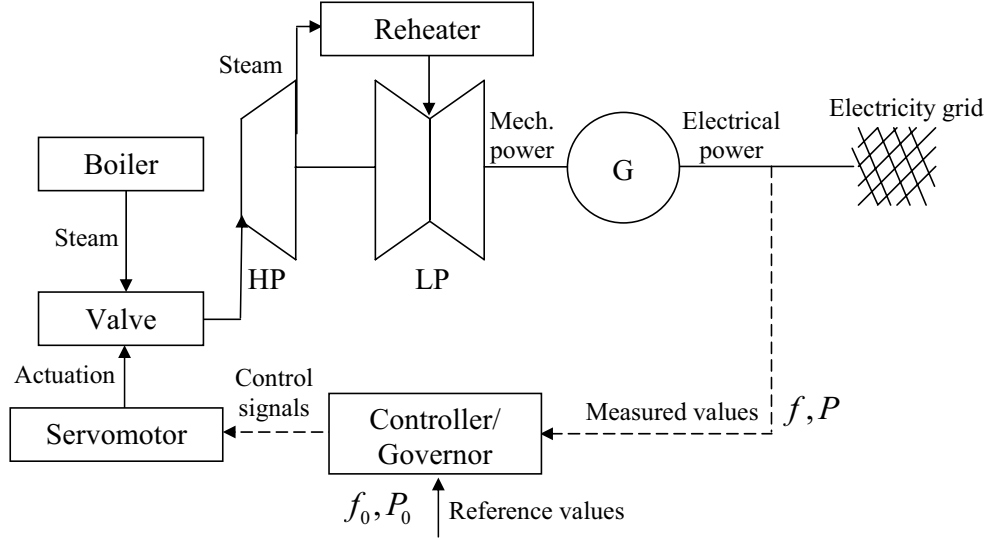 Reheater
Steam
Mech.
power
Electrical
power
Electricity grid
Boiler
G
Steam
HP
LP
Valve
Actuation
Control
signals
Servomotor
Controller/
Governor
Measured values
f, P
f₀, P₀
Reference values